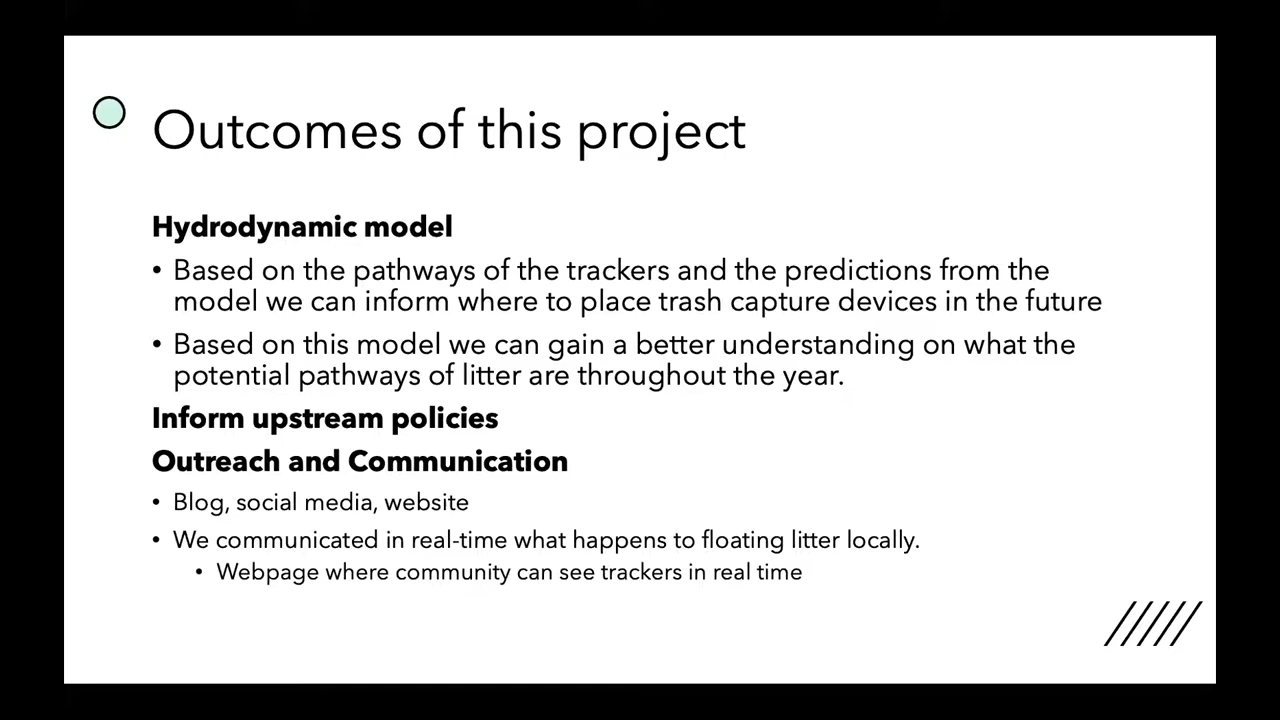 Outcomes of this project
Hydrodynamic model
• Based on the pathways of the trackers and the predictions from the
model we can inform where to place trash capture devices in the future
• Based on this model we can gain a better understanding on what the
potential pathways of litter are throughout the year.
Inform upstream policies
Outreach and Communication
• Blog, social media, website
• We communicated in real-time what happens to floating litter locally.
• Webpage where community can see trackers in real time